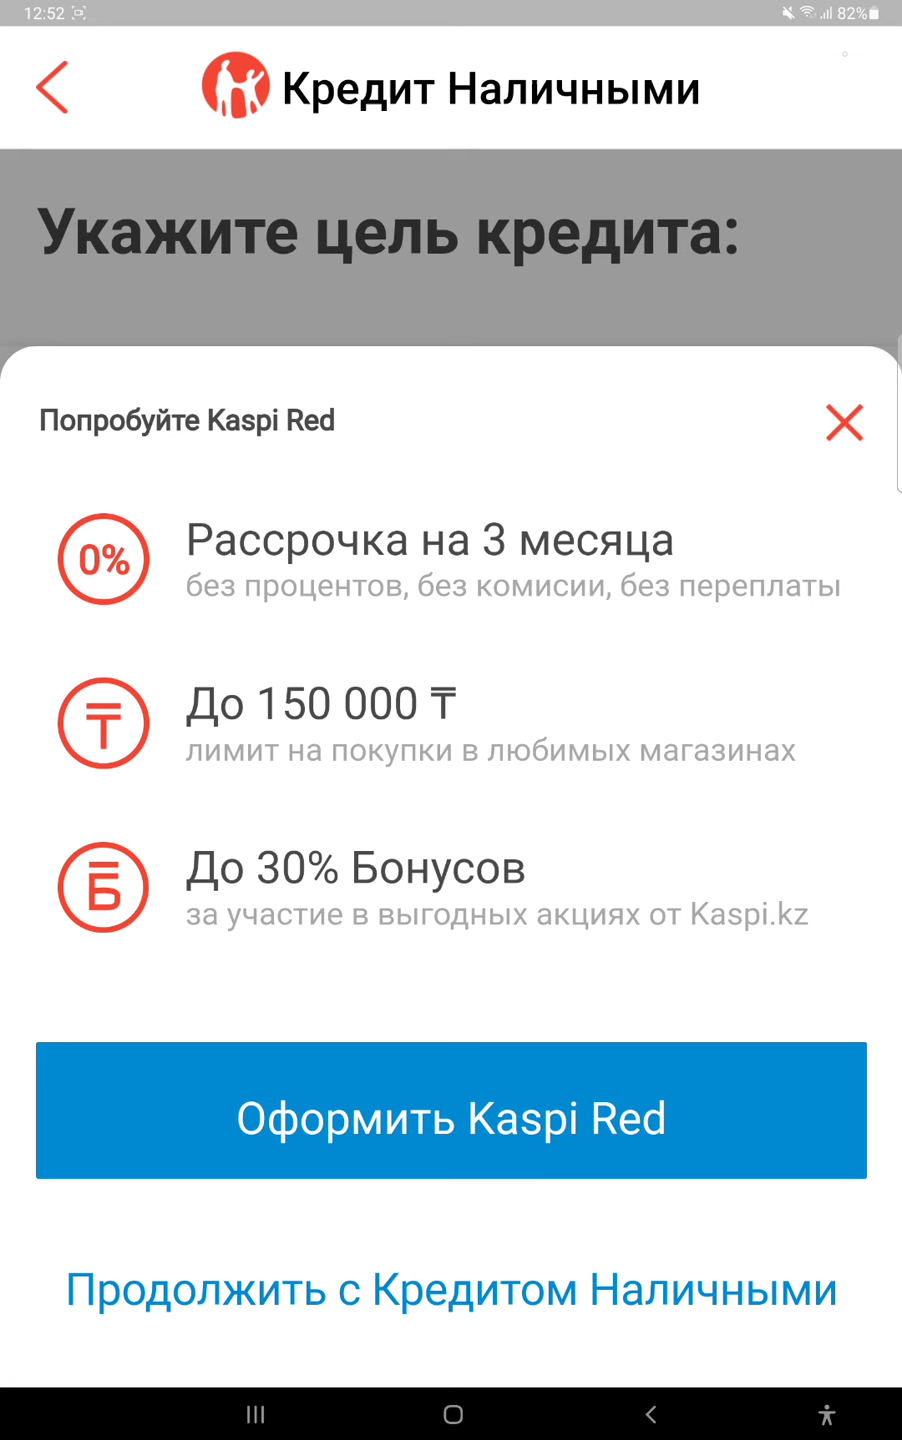 12:52
82%
Кредит Наличными
Укажите цель кредита:
Попробуйте Kaspi Red
0%
Рассрочка на 3 месяца
без процентов, без комисии, без переплаты
₸
До 150 000 ₸
лимит на покупки в любимых магазинах
Б
До 30% Бонусов
за участие в выгодных акциях от Kaspi.kz
Оформить Kaspi Red
Продолжить с Кредитом Наличными